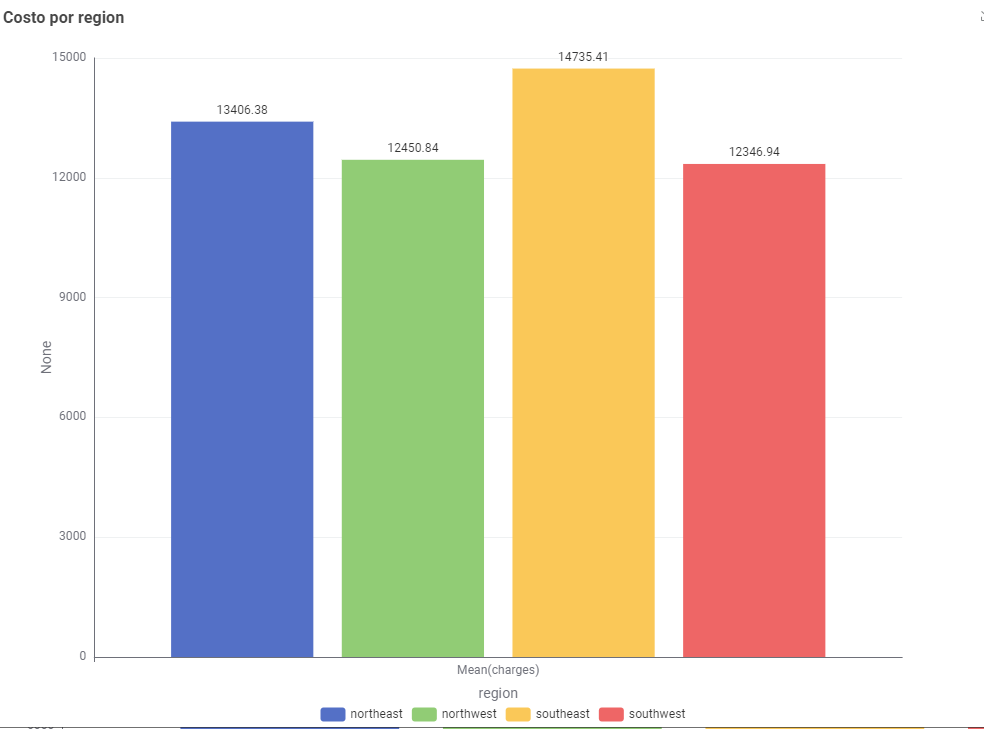 Costo por region
15000
14735.41
13406.38
12450.84
12346.94
12000
9000
None
6000
3000
0
Mean(charges)
region
northeast northwest southeast southwest